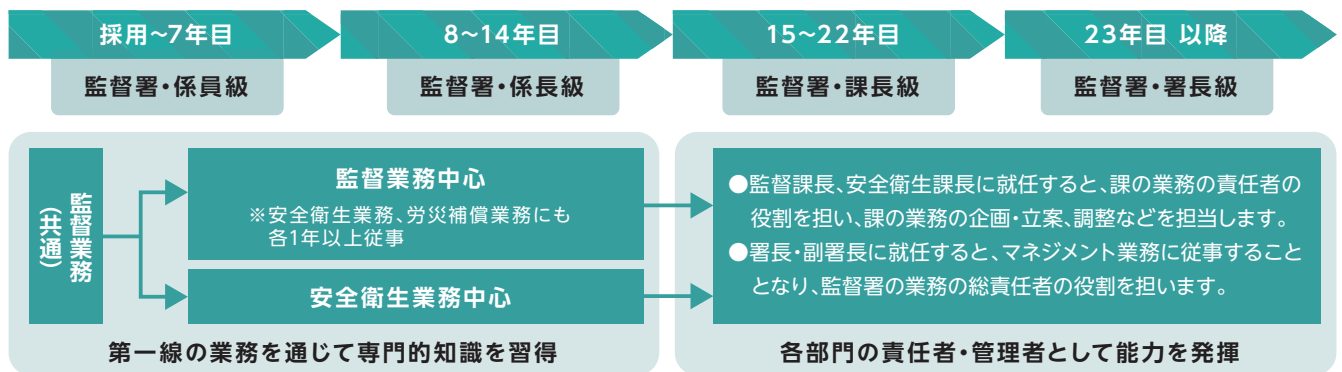 採用~7年目
8~14年目
15~22年目
23年目 以降
監督署・係員級
監督署・係長級
監督署・課長級
監督署・署長級
監督業務
(共通)
監督業務中心
※安全衛生業務、労災補償業務にも
各1年以上従事
安全衛生業務中心
第一線の業務を通じて専門的知識を習得
●監督課長、安全衛生課長に就任すると、課の業務の責任者の
役割を担い、課の業務の企画・立案、調整などを担当します。
●署長・副署長に就任すると、マネジメント業務に従事すること
となり、監督署の業務の総責任者の役割を担います。
各部門の責任者・管理者として能力を発揮